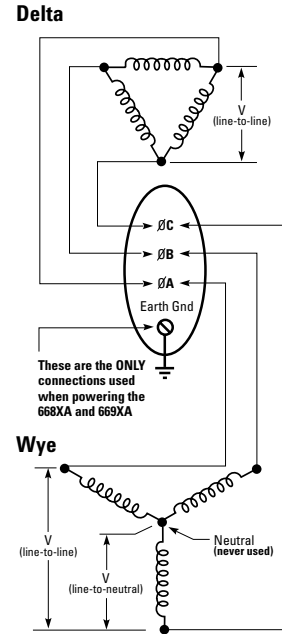 Delta
V
(line-to-line)
ØC
ØB
ØA
Earth Gnd
These are the ONLY
connections used
when powering the
668XA and 669XA
Wye
V
(line-to-line)
V
(line-to-neutral)
Neutral
(never used)